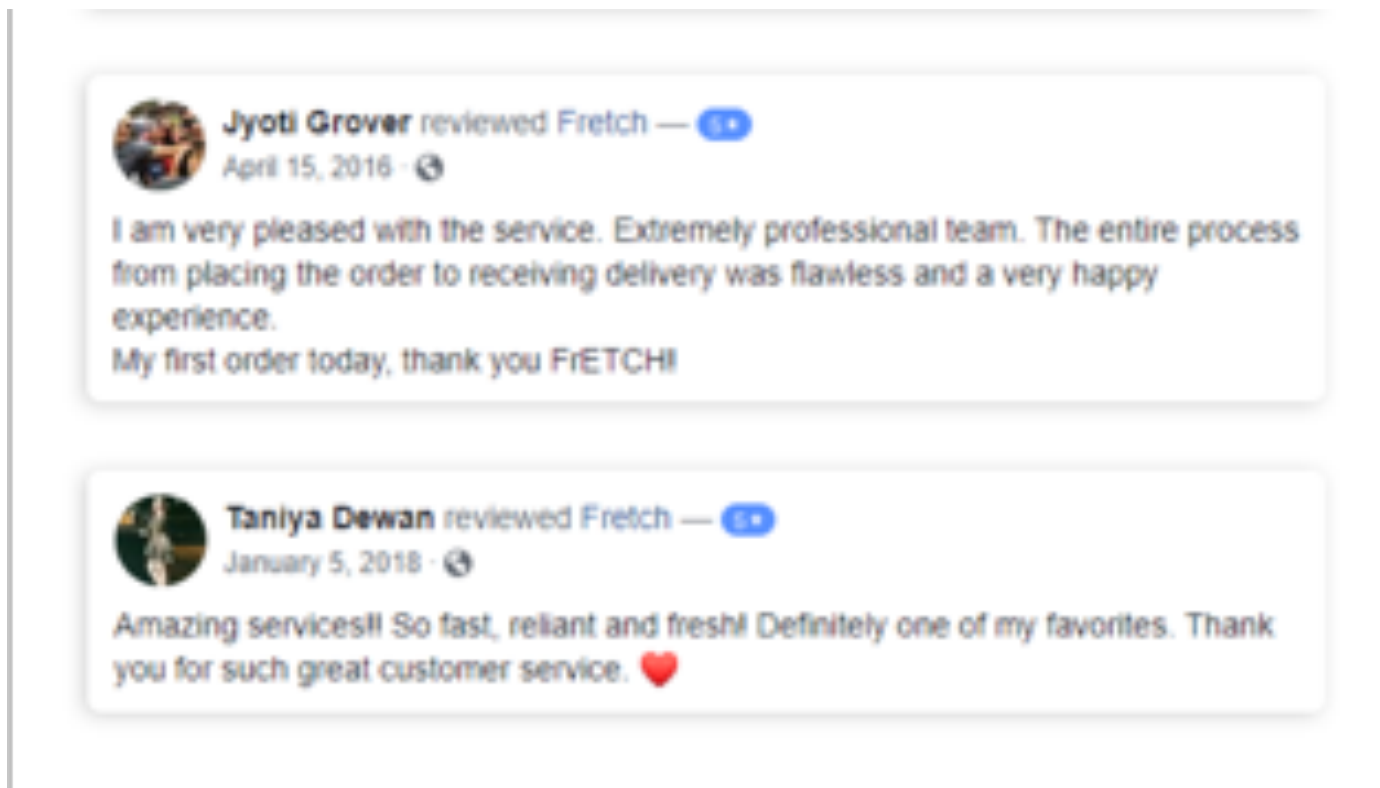 Jyoti Grover reviewed Fretch — 5★
April 15, 2016 ·
I am very pleased with the service. Extremely professional team. The entire process
from placing the order to receiving delivery was flawless and a very happy
experience.
My first order today, thank you FrETCH!!
Taniya Dewan reviewed Fretch — 5★
January 5, 2018 ·
Amazing services!! So fast, reliant and fresh!! Definitely one of my favorites. Thank
you for such great customer service. ❤️